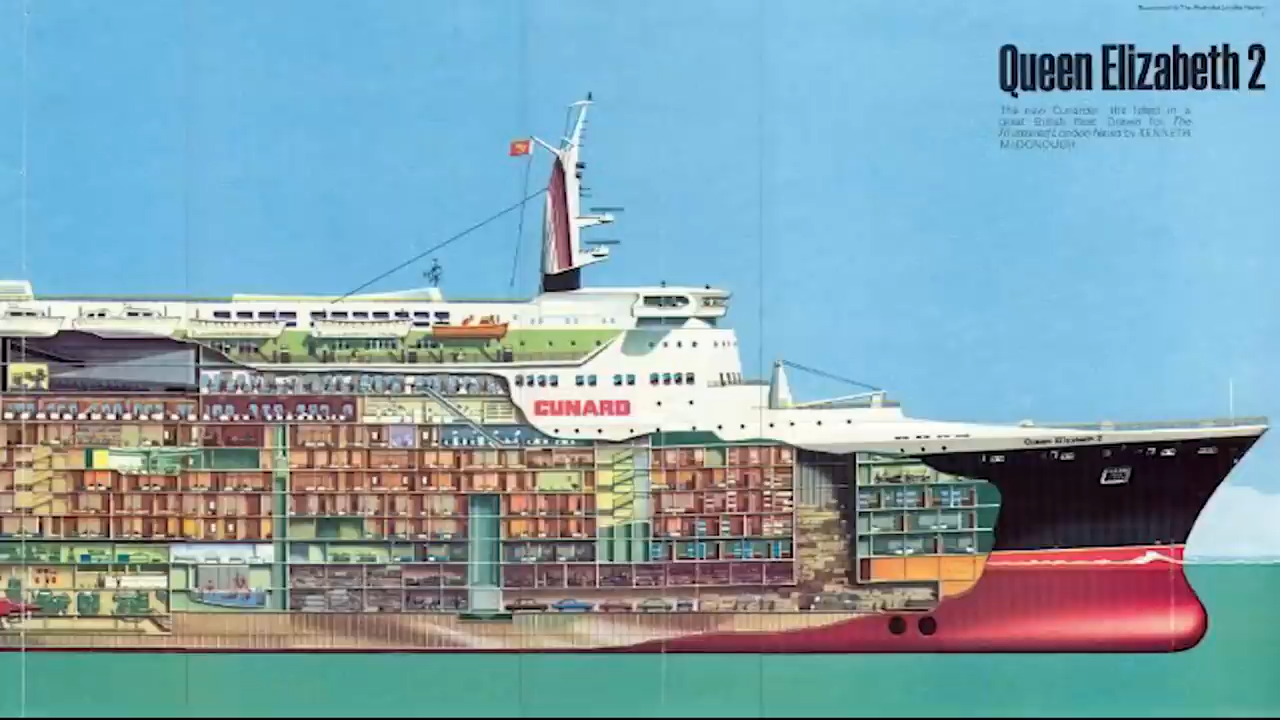 Queen Elizabeth 2
The new Cunarder, the latest in a
great British fleet. Drawn for The
Illustrated London News by KENNETH
McDONOUGH
CUNARD
Queen Elizabeth 2